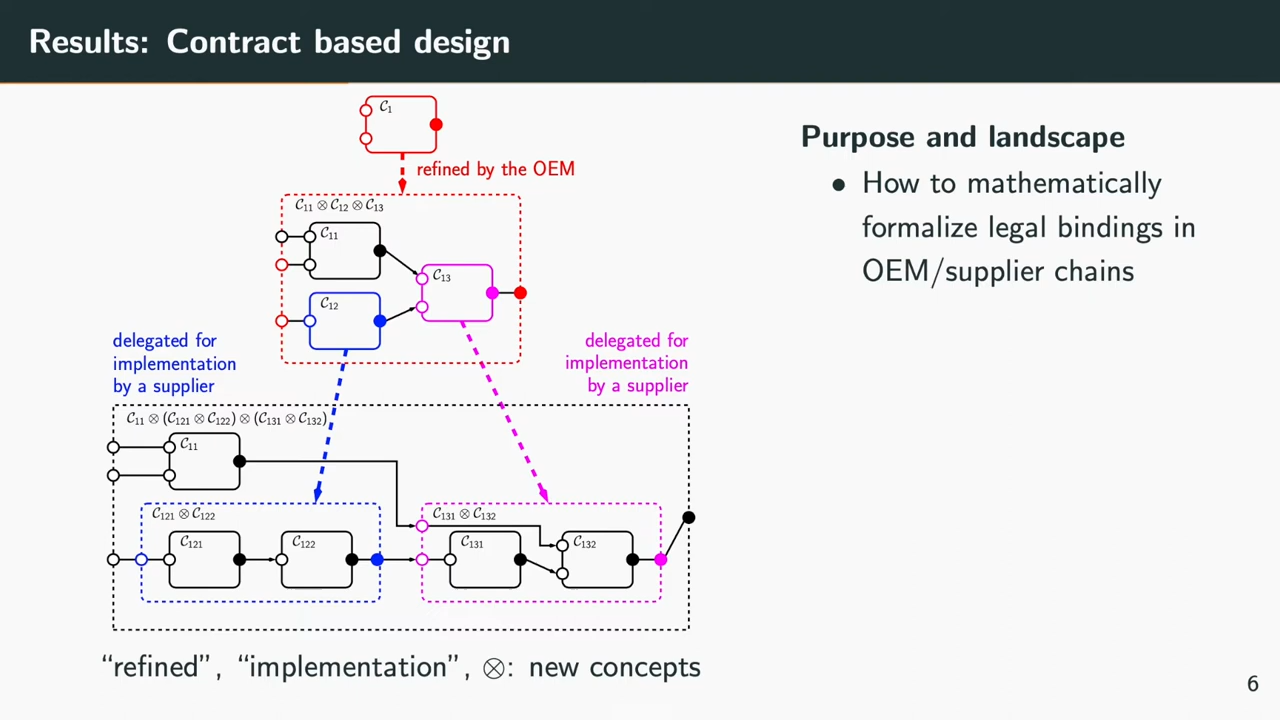 Results: Contract based design
C₁
refined by the OEM
C₁₁ ⊗ C₁₂ ⊗ C₁₃
C₁₁
C₁₃
C₁₂
delegated for
implementation
by a supplier
delegated for
implementation
by a supplier
C₁₁ ⊗ (C₁₂₁ ⊗ C₁₂₂) ⊗ (C₁₃₁ ⊗ C₁₃₂)
C₁₁
C₁₂₁ ⊗ C₁₂₂
C₁₃₁ ⊗ C₁₃₂
C₁₂₁
C₁₂₂
C₁₃₁
C₁₃₂
“refined”, “implementation”, ⊗: new concepts
Purpose and landscape
• How to mathematically
formalize legal bindings in
OEM/supplier chains
6